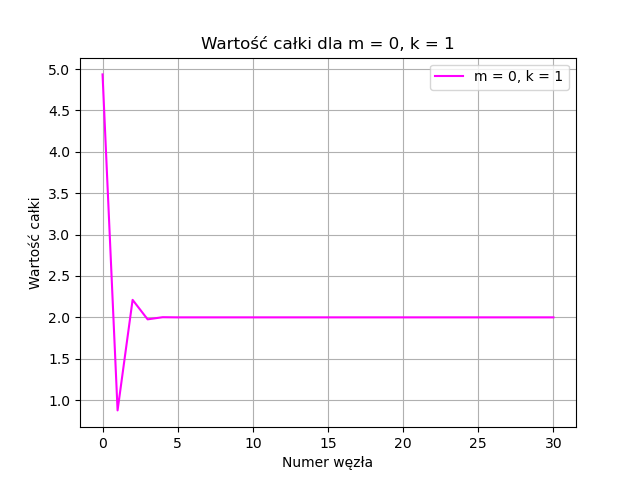 Wartość całki dla m = 0, k = 1
m = 0, k = 1
Wartość całki
5.0
4.5
4.0
3.5
3.0
2.5
2.0
1.5
1.0
0 5 10 15 20 25 30
Numer węzła